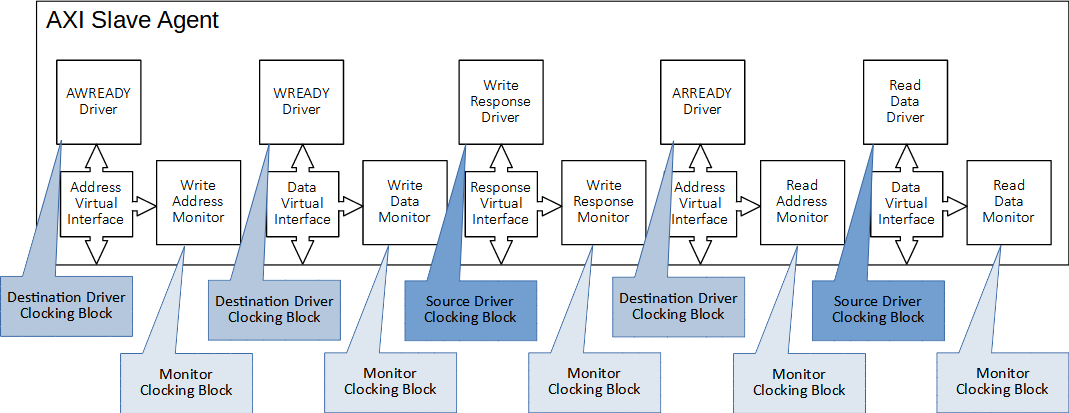 AXI Slave Agent
AWREADY
Driver
WREADY
Driver
Write
Response
Driver
ARREADY
Driver
Read
Data
Driver
Address
Virtual
Interface
Write
Address
Monitor
Data
Virtual
Interface
Write
Data
Monitor
Response
Virtual
Interface
Write
Response
Monitor
Address
Virtual
Interface
Read
Address
Monitor
Data
Virtual
Interface
Read
Data
Monitor
Destination Driver
Clocking Block
Destination Driver
Clocking Block
Source Driver
Clocking Block
Destination Driver
Clocking Block
Source Driver
Clocking Block
Monitor
Clocking Block
Monitor
Clocking Block
Monitor
Clocking Block
Monitor
Clocking Block
Monitor
Clocking Block